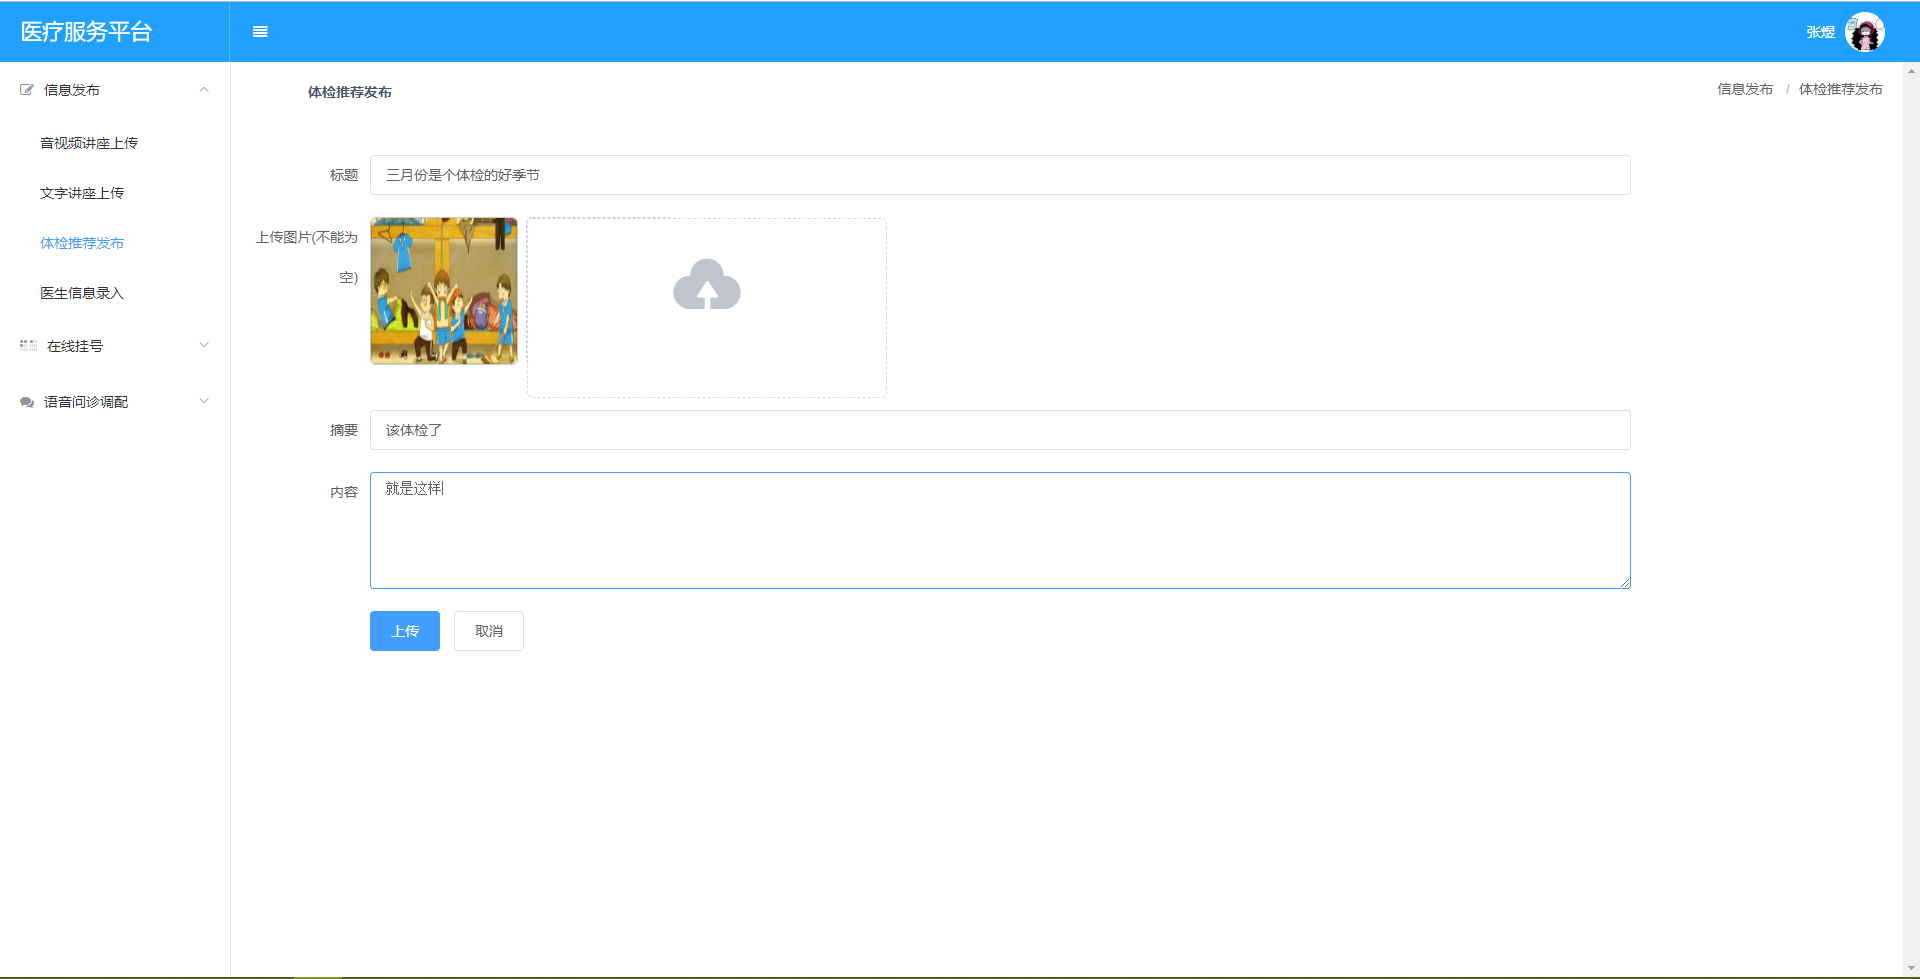 医疗服务平台
张煜
信息发布
音视频讲座上传
文字讲座上传
体检推荐发布
医生信息录入
在线挂号
语音问诊调配
体检推荐发布
信息发布 / 体检推荐发布
标题
三月份是个体检的好季节
上传图片(不能为
空)
摘要
该体检了
内容
就是这样
上传
取消